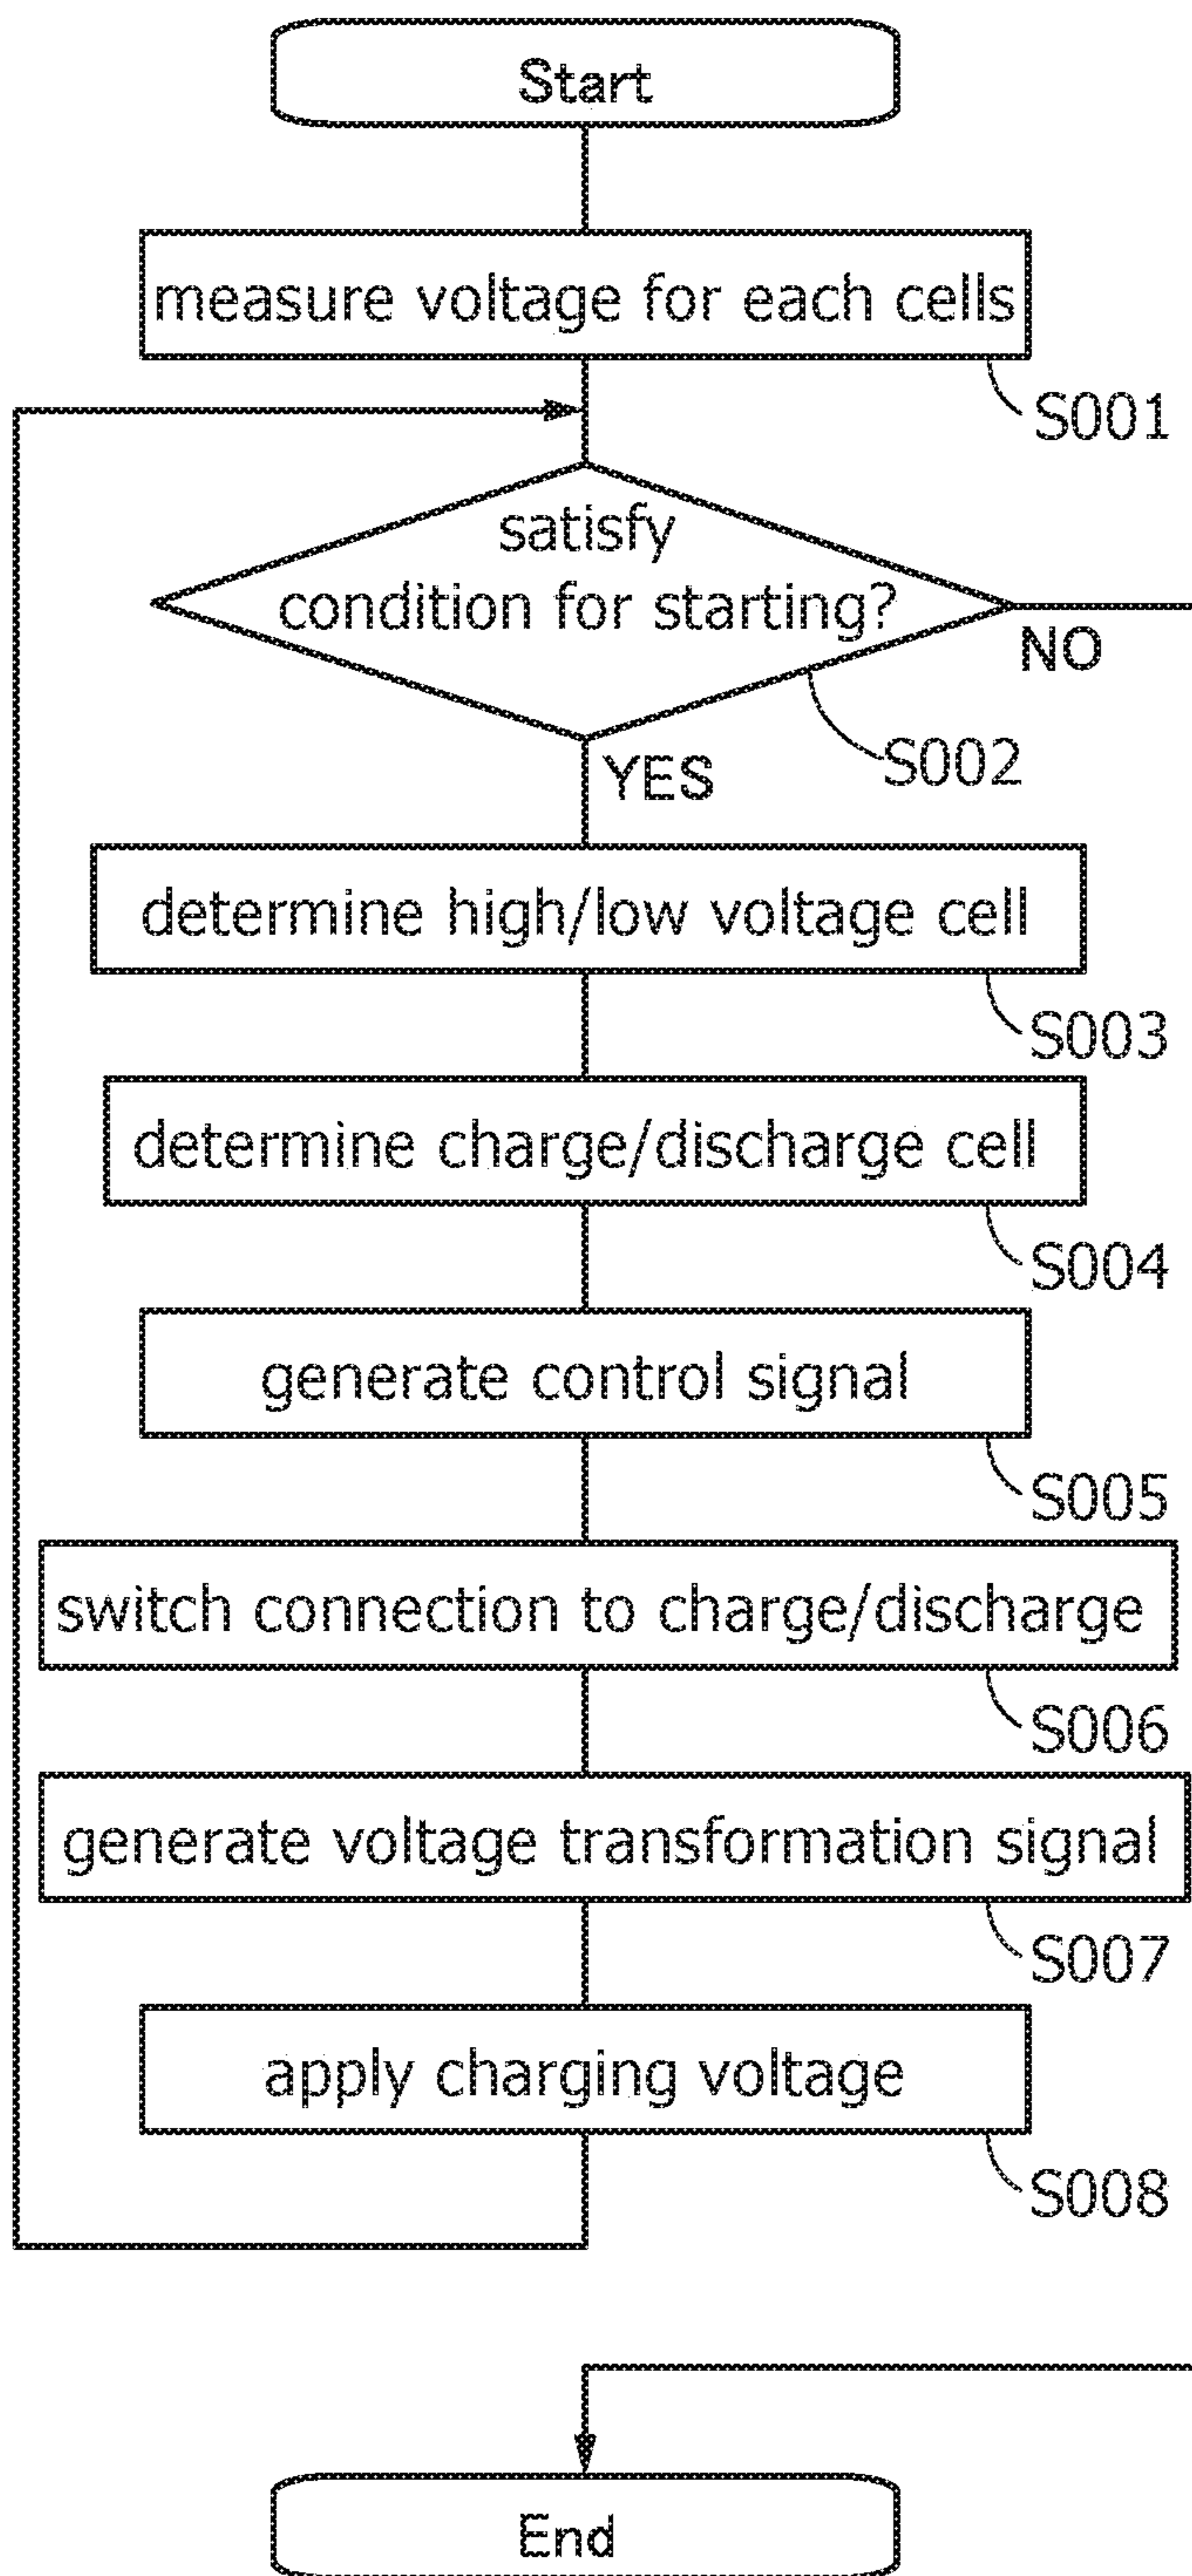 Start
measure voltage for each cells
S001
satisfy
condition for starting?
NO
S002
YES
determine high/low voltage cell
S003
determine charge/discharge cell
S004
generate control signal
S005
switch connection to charge/discharge
S006
generate voltage transformation signal
S007
apply charging voltage
S008
End